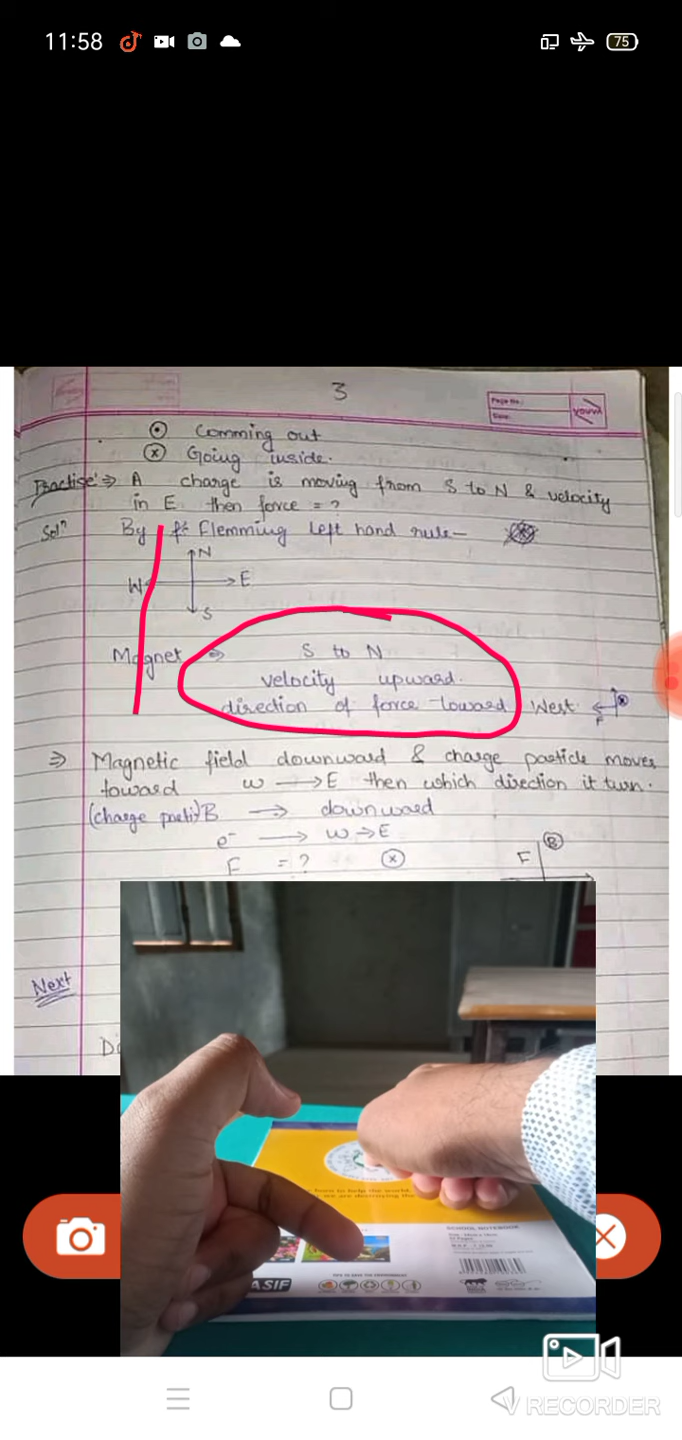 11:58
75
3
Page No.:
Date:
YOUVA
⊙ Comming out
ⓧ Going inside.
Practise ⇒ A charge is moving from S to N & velocity
in E then force = ?
Solⁿ By Flemming left hand rule—
N
W E
S
Magnet ⇒ S to N
velocity upward.
direction of force toward West
F
⇒ Magnetic field downward & charge particle moves
toward W → E then which direction it turn.
(charge parti) B → downward
e⁻ → W → E
F = ? ⓧ
F B
Next
SCHOOL NOTEBOOK
ASIF
V RECORDER